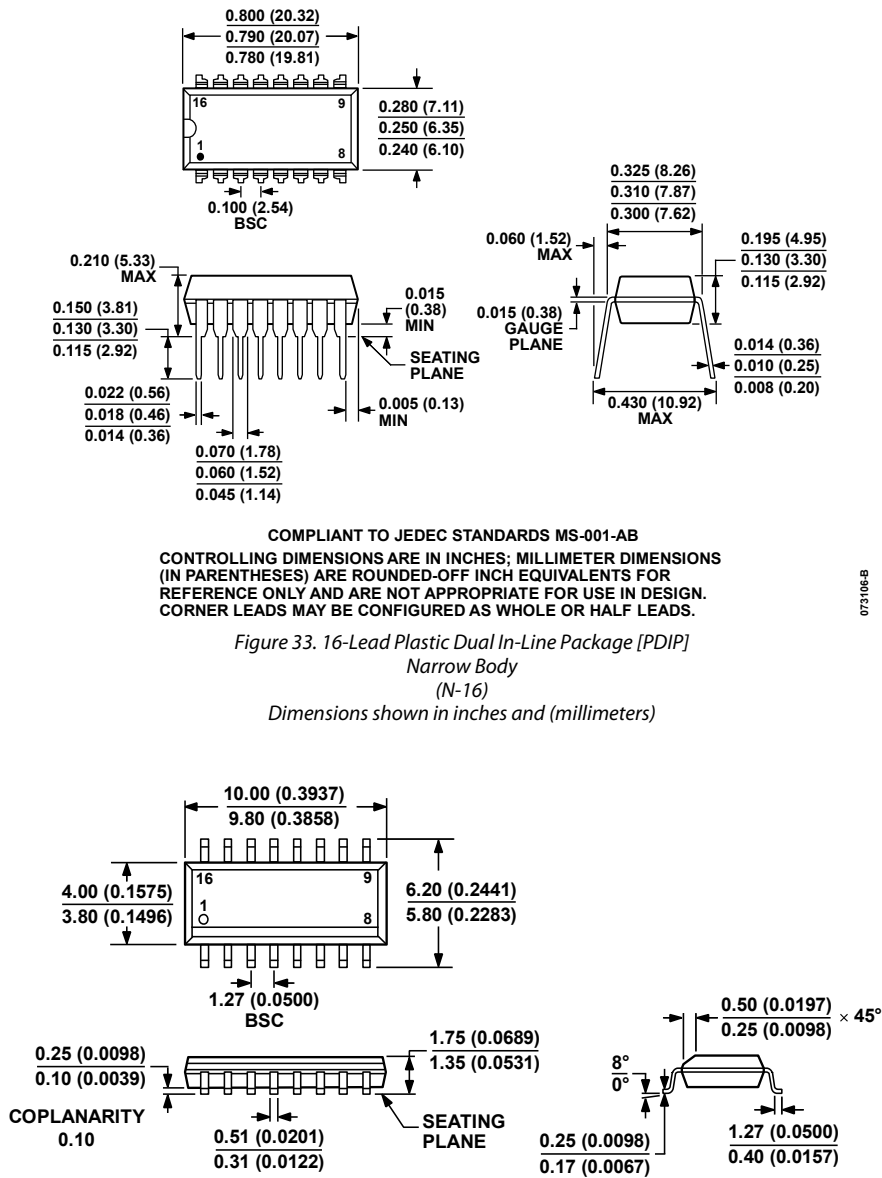 0.800 (20.32)
0.790 (20.07)
0.780 (19.81)
16
9
1
8
0.280 (7.11)
0.250 (6.35)
0.240 (6.10)
0.100 (2.54)
BSC
0.325 (8.26)
0.310 (7.87)
0.300 (7.62)
0.060 (1.52)
MAX
0.195 (4.95)
0.130 (3.30)
0.115 (2.92)
0.210 (5.33)
MAX
0.015
(0.38)
MIN
0.150 (3.81)
0.130 (3.30)
0.115 (2.92)
0.015 (0.38)
GAUGE
PLANE
SEATING
PLANE
0.014 (0.36)
0.010 (0.25)
0.008 (0.20)
0.022 (0.56)
0.018 (0.46)
0.014 (0.36)
0.005 (0.13)
MIN
0.430 (10.92)
MAX
0.070 (1.78)
0.060 (1.52)
0.045 (1.14)
COMPLIANT TO JEDEC STANDARDS MS-001-AB
CONTROLLING DIMENSIONS ARE IN INCHES; MILLIMETER DIMENSIONS
(IN PARENTHESES) ARE ROUNDED-OFF INCH EQUIVALENTS FOR
REFERENCE ONLY AND ARE NOT APPROPRIATE FOR USE IN DESIGN.
CORNER LEADS MAY BE CONFIGURED AS WHOLE OR HALF LEADS.
073106-B
Figure 33. 16-Lead Plastic Dual In-Line Package [PDIP]
Narrow Body
(N-16)
Dimensions shown in inches and (millimeters)
10.00 (0.3937)
9.80 (0.3858)
16
9
1
8
4.00 (0.1575)
3.80 (0.1496)
6.20 (0.2441)
5.80 (0.2283)
1.27 (0.0500)
BSC
0.50 (0.0197)
0.25 (0.0098)
× 45°
1.75 (0.0689)
1.35 (0.0531)
0.25 (0.0098)
0.10 (0.0039)
8°
0°
COPLANARITY
0.10
0.51 (0.0201)
0.31 (0.0122)
SEATING
PLANE
0.25 (0.0098)
0.17 (0.0067)
1.27 (0.0500)
0.40 (0.0157)